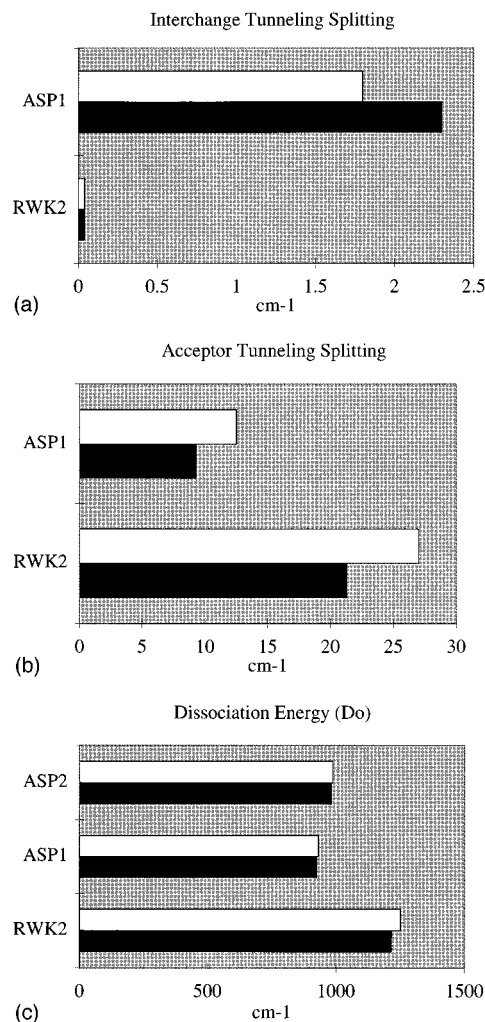 Interchange Tunneling Splitting
ASP1
RWK2
0 0.5 1 1.5 2 2.5
cm-1
(a)
Acceptor Tunneling Splitting
ASP1
RWK2
0 5 10 15 20 25 30
cm-1
(b)
Dissociation Energy (Do)
ASP2
ASP1
RWK2
0 500 1000 1500
cm-1
(c)